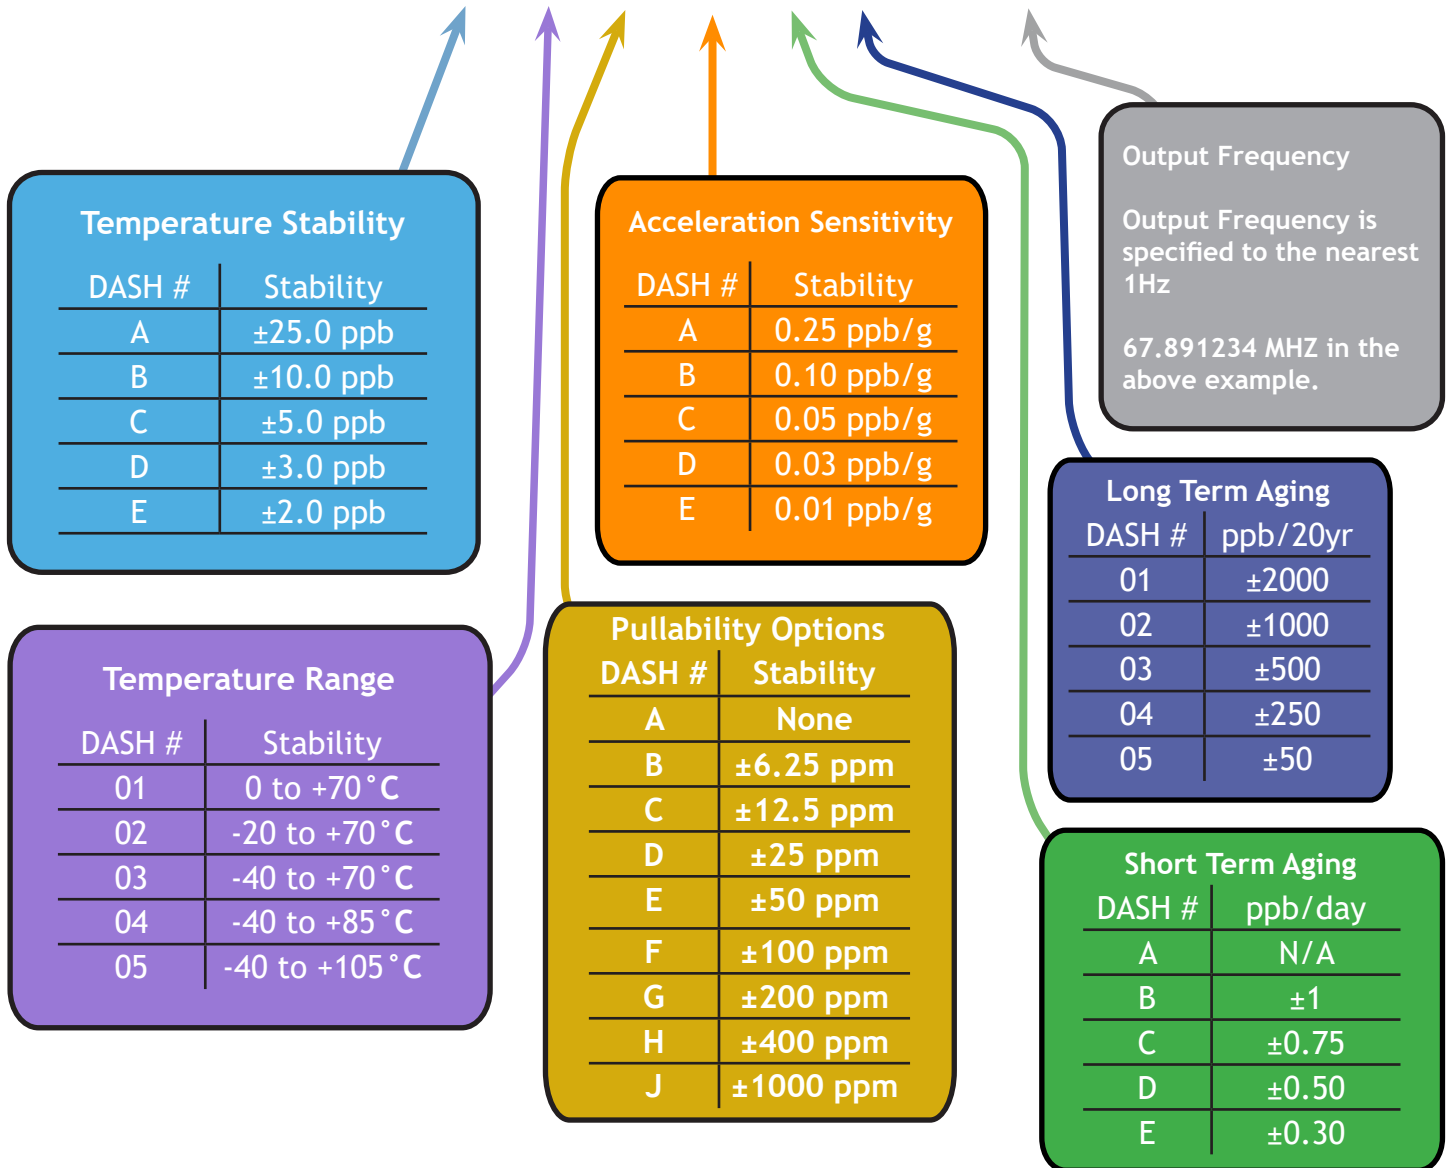 Temperature Stability
DASH # Stability
A ±25.0 ppb
B ±10.0 ppb
C ±5.0 ppb
D ±3.0 ppb
E ±2.0 ppb
Acceleration Sensitivity
DASH # Stability
A 0.25 ppb/g
B 0.10 ppb/g
C 0.05 ppb/g
D 0.03 ppb/g
E 0.01 ppb/g
Output Frequency
Output Frequency is
specified to the nearest
1Hz
67.891234 MHZ in the
above example.
Temperature Range
DASH # Stability
01 0 to +70°C
02 -20 to +70°C
03 -40 to +70°C
04 -40 to +85°C
05 -40 to +105°C
Pullability Options
DASH # Stability
A None
B ±6.25 ppm
C ±12.5 ppm
D ±25 ppm
E ±50 ppm
F ±100 ppm
G ±200 ppm
H ±400 ppm
J ±1000 ppm
Long Term Aging
DASH # ppb/20yr
01 ±2000
02 ±1000
03 ±500
04 ±250
05 ±50
Short Term Aging
DASH # ppb/day
A N/A
B ±1
C ±0.75
D ±0.50
E ±0.30